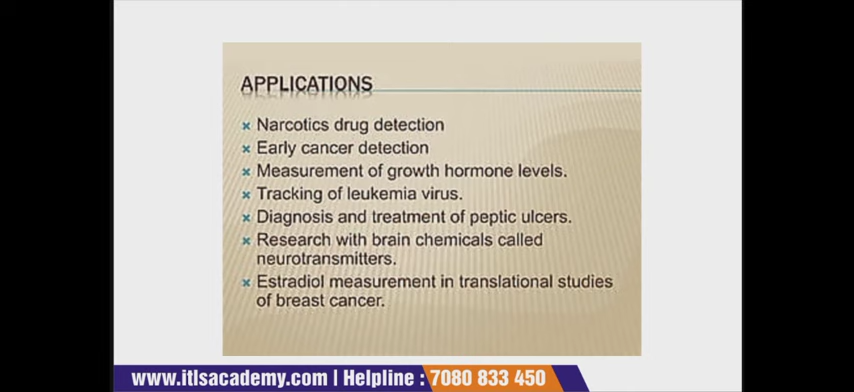 APPLICATIONS
Narcotics drug detection
Early cancer detection
Measurement of growth hormone levels.
Tracking of leukemia virus.
Diagnosis and treatment of peptic ulcers.
Research with brain chemicals called
neurotransmitters.
Estradiol measurement in translational studies
of breast cancer.
www.itlsacademy.com | Helpline : 7080 833 450